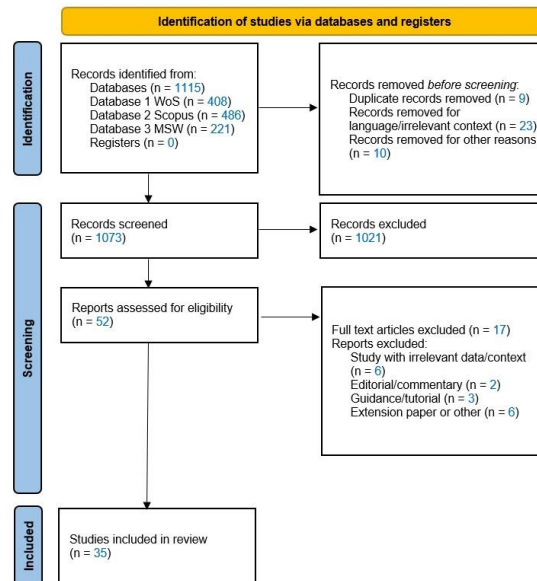 Identification of studies via databases and registers
Identification
Records identified from:
Databases (n = 1115)
Database 1 WoS (n = 408)
Database 2 Scopus (n = 486)
Database 3 MSW (n = 221)
Registers (n = 0)
Records removed before screening:
Duplicate records removed (n = 9)
Records removed for
language/irrelevant context (n = 23)
Records removed for other reasons
(n = 10)
Screening
Records screened
(n = 1073)
Records excluded
(n = 1021)
Reports assessed for eligibility
(n = 52)
Full text articles excluded (n = 17)
Reports excluded:
Study with irrelevant data/context
(n = 6)
Editorial/commentary (n = 2)
Guidance/tutorial (n = 3)
Extension paper or other (n = 6)
Included
Studies included in review
(n = 35)